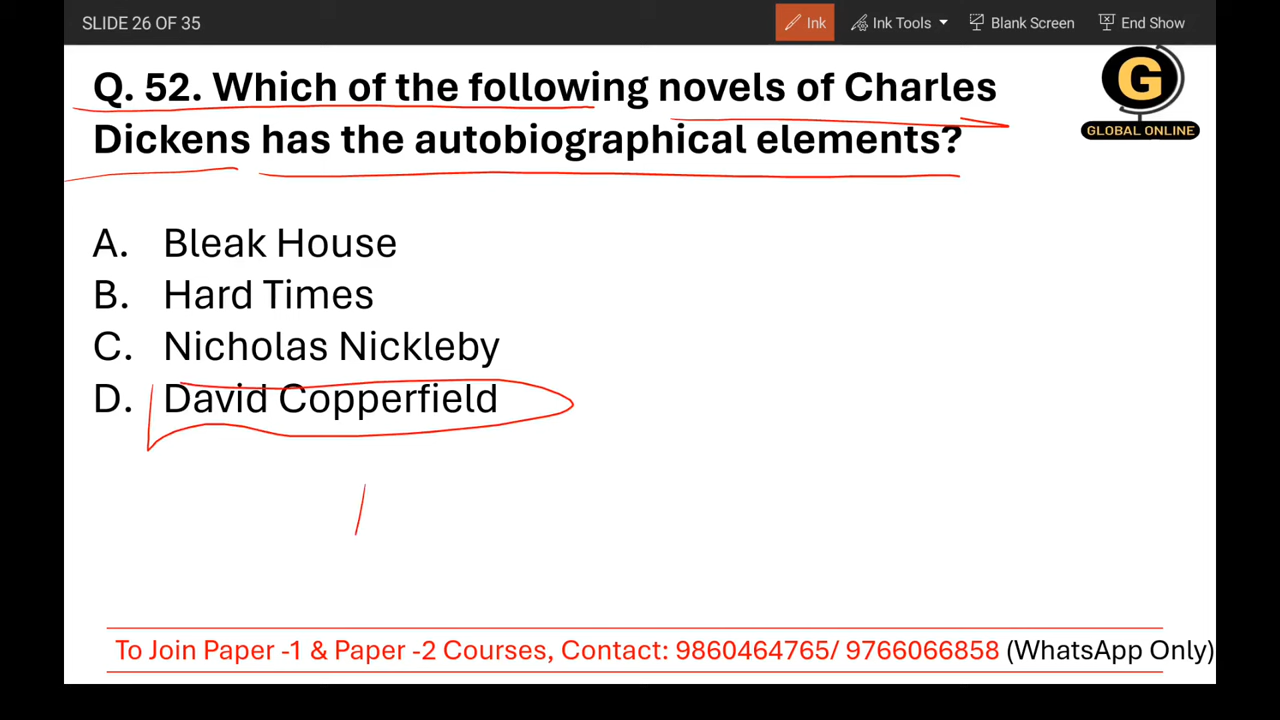 SLIDE 26 OF 35
Ink
Ink Tools
Blank Screen
End Show
Q. 52. Which of the following novels of Charles
Dickens has the autobiographical elements?
G
GLOBAL ONLINE
A. Bleak House
B. Hard Times
C. Nicholas Nickleby
D. David Copperfield
To Join Paper -1 & Paper -2 Courses, Contact: 9860464765/ 9766066858 (WhatsApp Only)